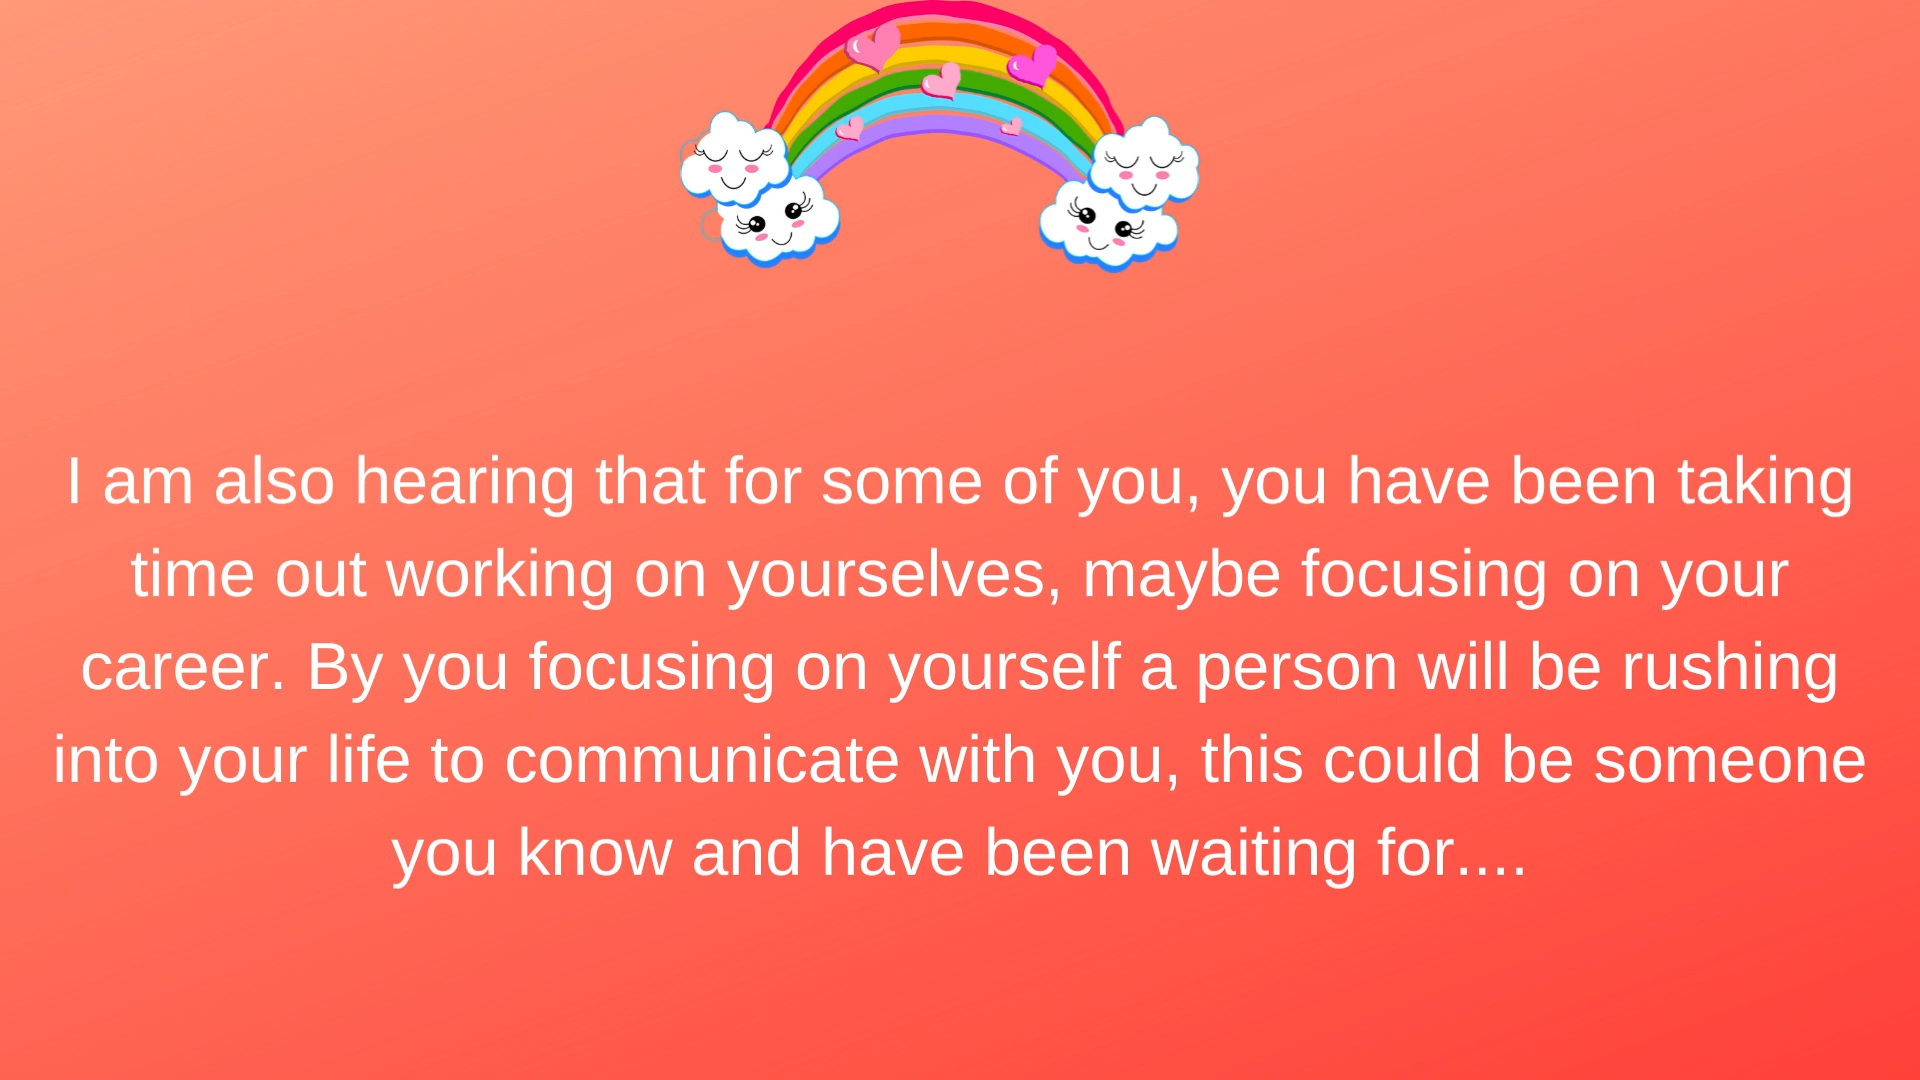 I am also hearing that for some of you, you have been taking
time out working on yourselves, maybe focusing on your
career. By you focusing on yourself a person will be rushing
into your life to communicate with you, this could be someone
you know and have been waiting for....